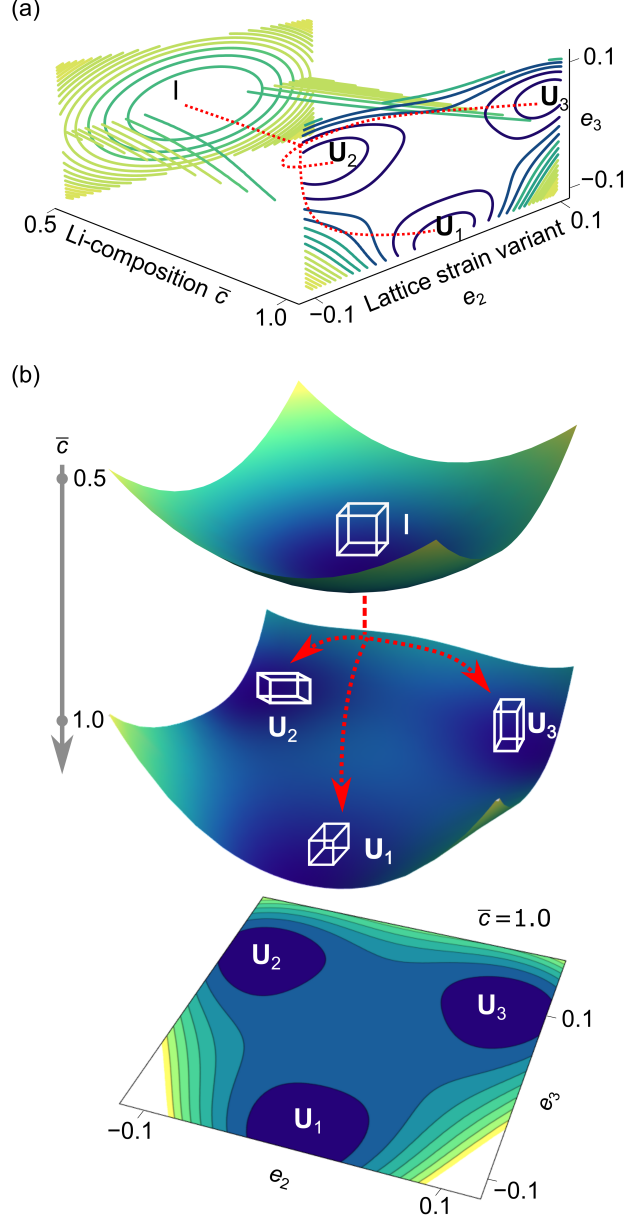 (a)
I
U₂
U₃
U₁
0.1
e₃
−0.1
0.1
0.5
Li-composition c̅
1.0
−0.1
Lattice strain variant
e₂
(b)
c̅
0.5
I
1.0
U₂
U₃
U₁
c̅=1.0
U₂
U₃
U₁
0.1
e₃
−0.1
−0.1
e₂
0.1